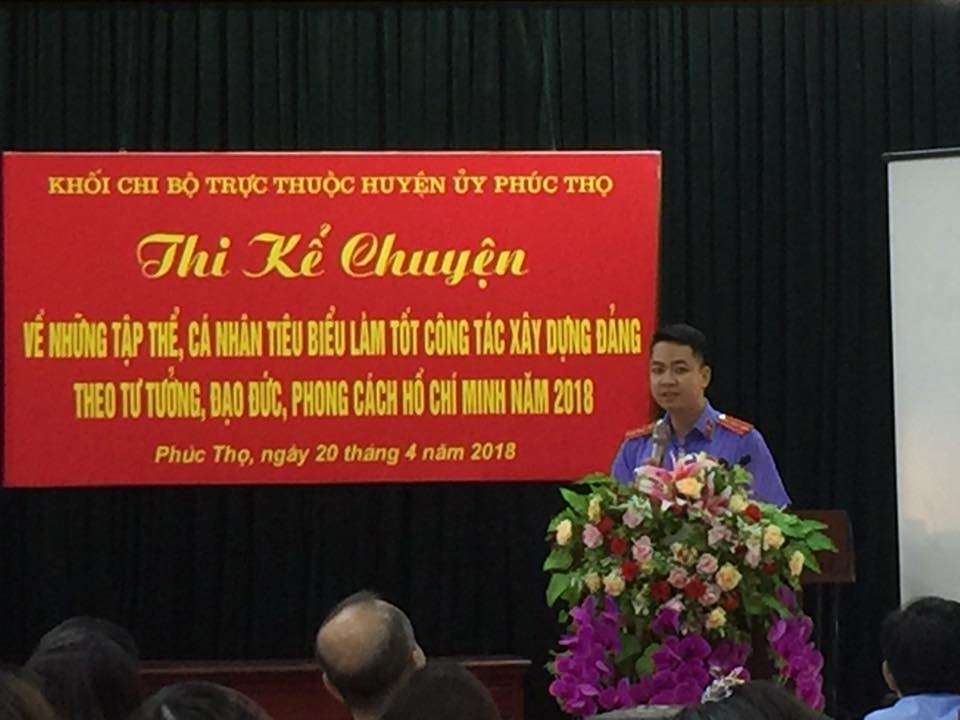 KHỐI CHI BỘ TRỰC THUỘC HUYỆN ỦY PHÚC THỌ
Thi Kể Chuyện
VỀ NHỮNG TẬP THỂ, CÁ NHÂN TIÊU BIỂU LÀM TỐT CÔNG TÁC XÂY DỰNG ĐẢNG
THEO TƯ TƯỞNG, ĐẠO ĐỨC, PHONG CÁCH HỒ CHÍ MINH NĂM 2018
Phúc Thọ, ngày 20 tháng 4 năm 2018